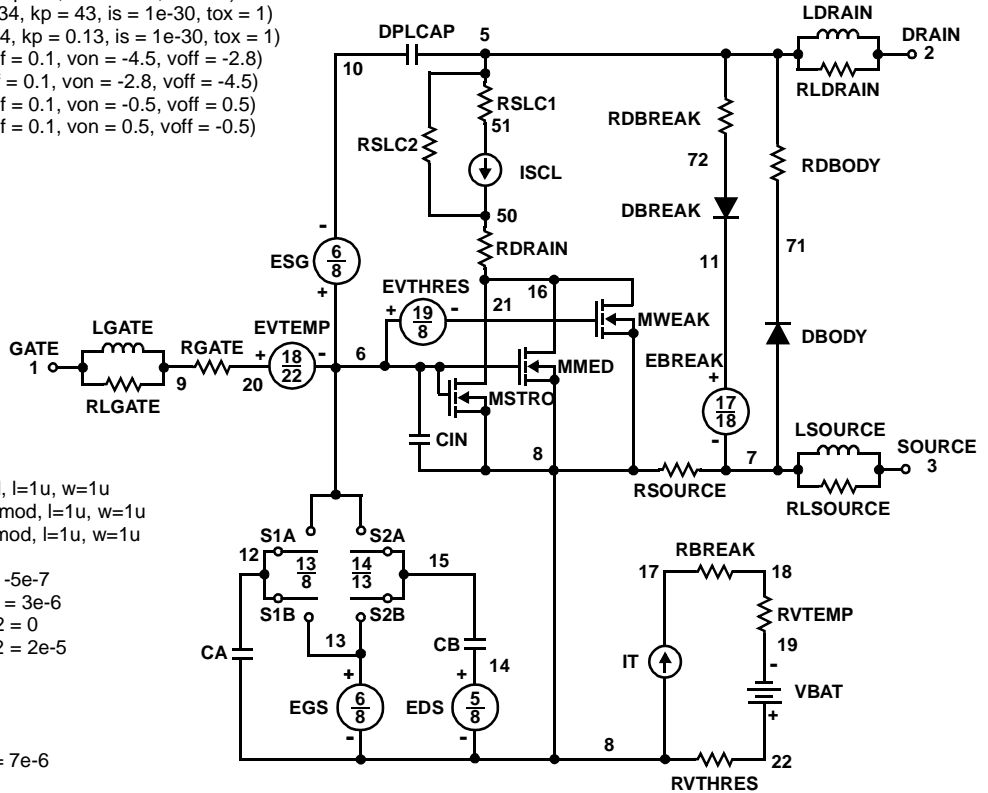 34, kp = 43, is = 1e-30, tox = 1)
4, kp = 0.13, is = 1e-30, tox = 1)
ff = 0.1, von = -4.5, voff = -2.8)
f = 0.1, von = -2.8, voff = -4.5)
ff = 0.1, von = -0.5, voff = 0.5)
ff = 0.1, von = 0.5, voff = -0.5)
LDRAIN
DRAIN
2
RLDRAIN
DPLCAP
5
10
RSLC1
51
RSLC2
ISCL
50
RDRAIN
RDBREAK
72
DBREAK
11
RDBODY
71
DBODY
ESG
6
8
-
+
EVTHRES
+
19
8
-
21
16
MWEAK
MMED
MSTRO
EBREAK
+
17
18
-
GATE
1
LGATE
RLGATE
9
RGATE
20
EVTEMP
+
18
22
-
6
CIN
8
RSOURCE
7
LSOURCE
SOURCE
3
RLSOURCE
, l=1u, w=1u
mod, l=1u, w=1u
mod, l=1u, w=1u
-5e-7
= 3e-6
2 = 0
2 = 2e-5
= 7e-6
S1A
S2A
12
13
8
14
13
15
S1B
S2B
13
CA
CB
14
EGS
+
6
8
-
EDS
+
5
8
-
8
RBREAK
17
18
RVTEMP
19
IT
-
VBAT
+
22
RVTHRES